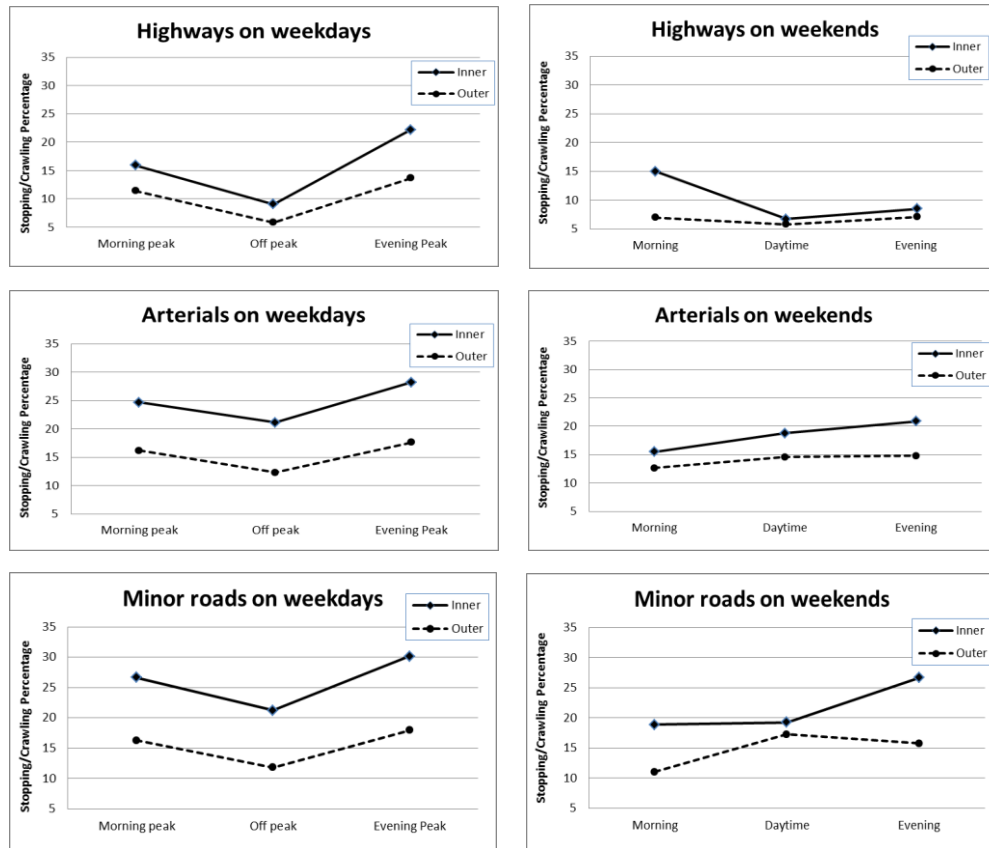 Highways on weekdays
Stopping/Crawling Percentage
35
30
25
20
15
10
5
Inner
Outer
Morning peak
Off peak
Evening Peak
Highways on weekends
Stopping/Crawling Percentage
35
30
25
20
15
10
5
Inner
Outer
Morning
Daytime
Evening
Arterials on weekdays
Stopping/Crawling Percentage
35
30
25
20
15
10
5
Inner
Outer
Morning peak
Off peak
Evening Peak
Arterials on weekends
Stopping/Crawling Percentage
35
30
25
20
15
10
5
Inner
Outer
Morning
Daytime
Evening
Minor roads on weekdays
Stopping/Crawling Percentage
35
30
25
20
15
10
5
Inner
Outer
Morning peak
Off peak
Evening Peak
Minor roads on weekends
Stopping/Crawling Percentage
35
30
25
20
15
10
5
Inner
Outer
Morning
Daytime
Evening